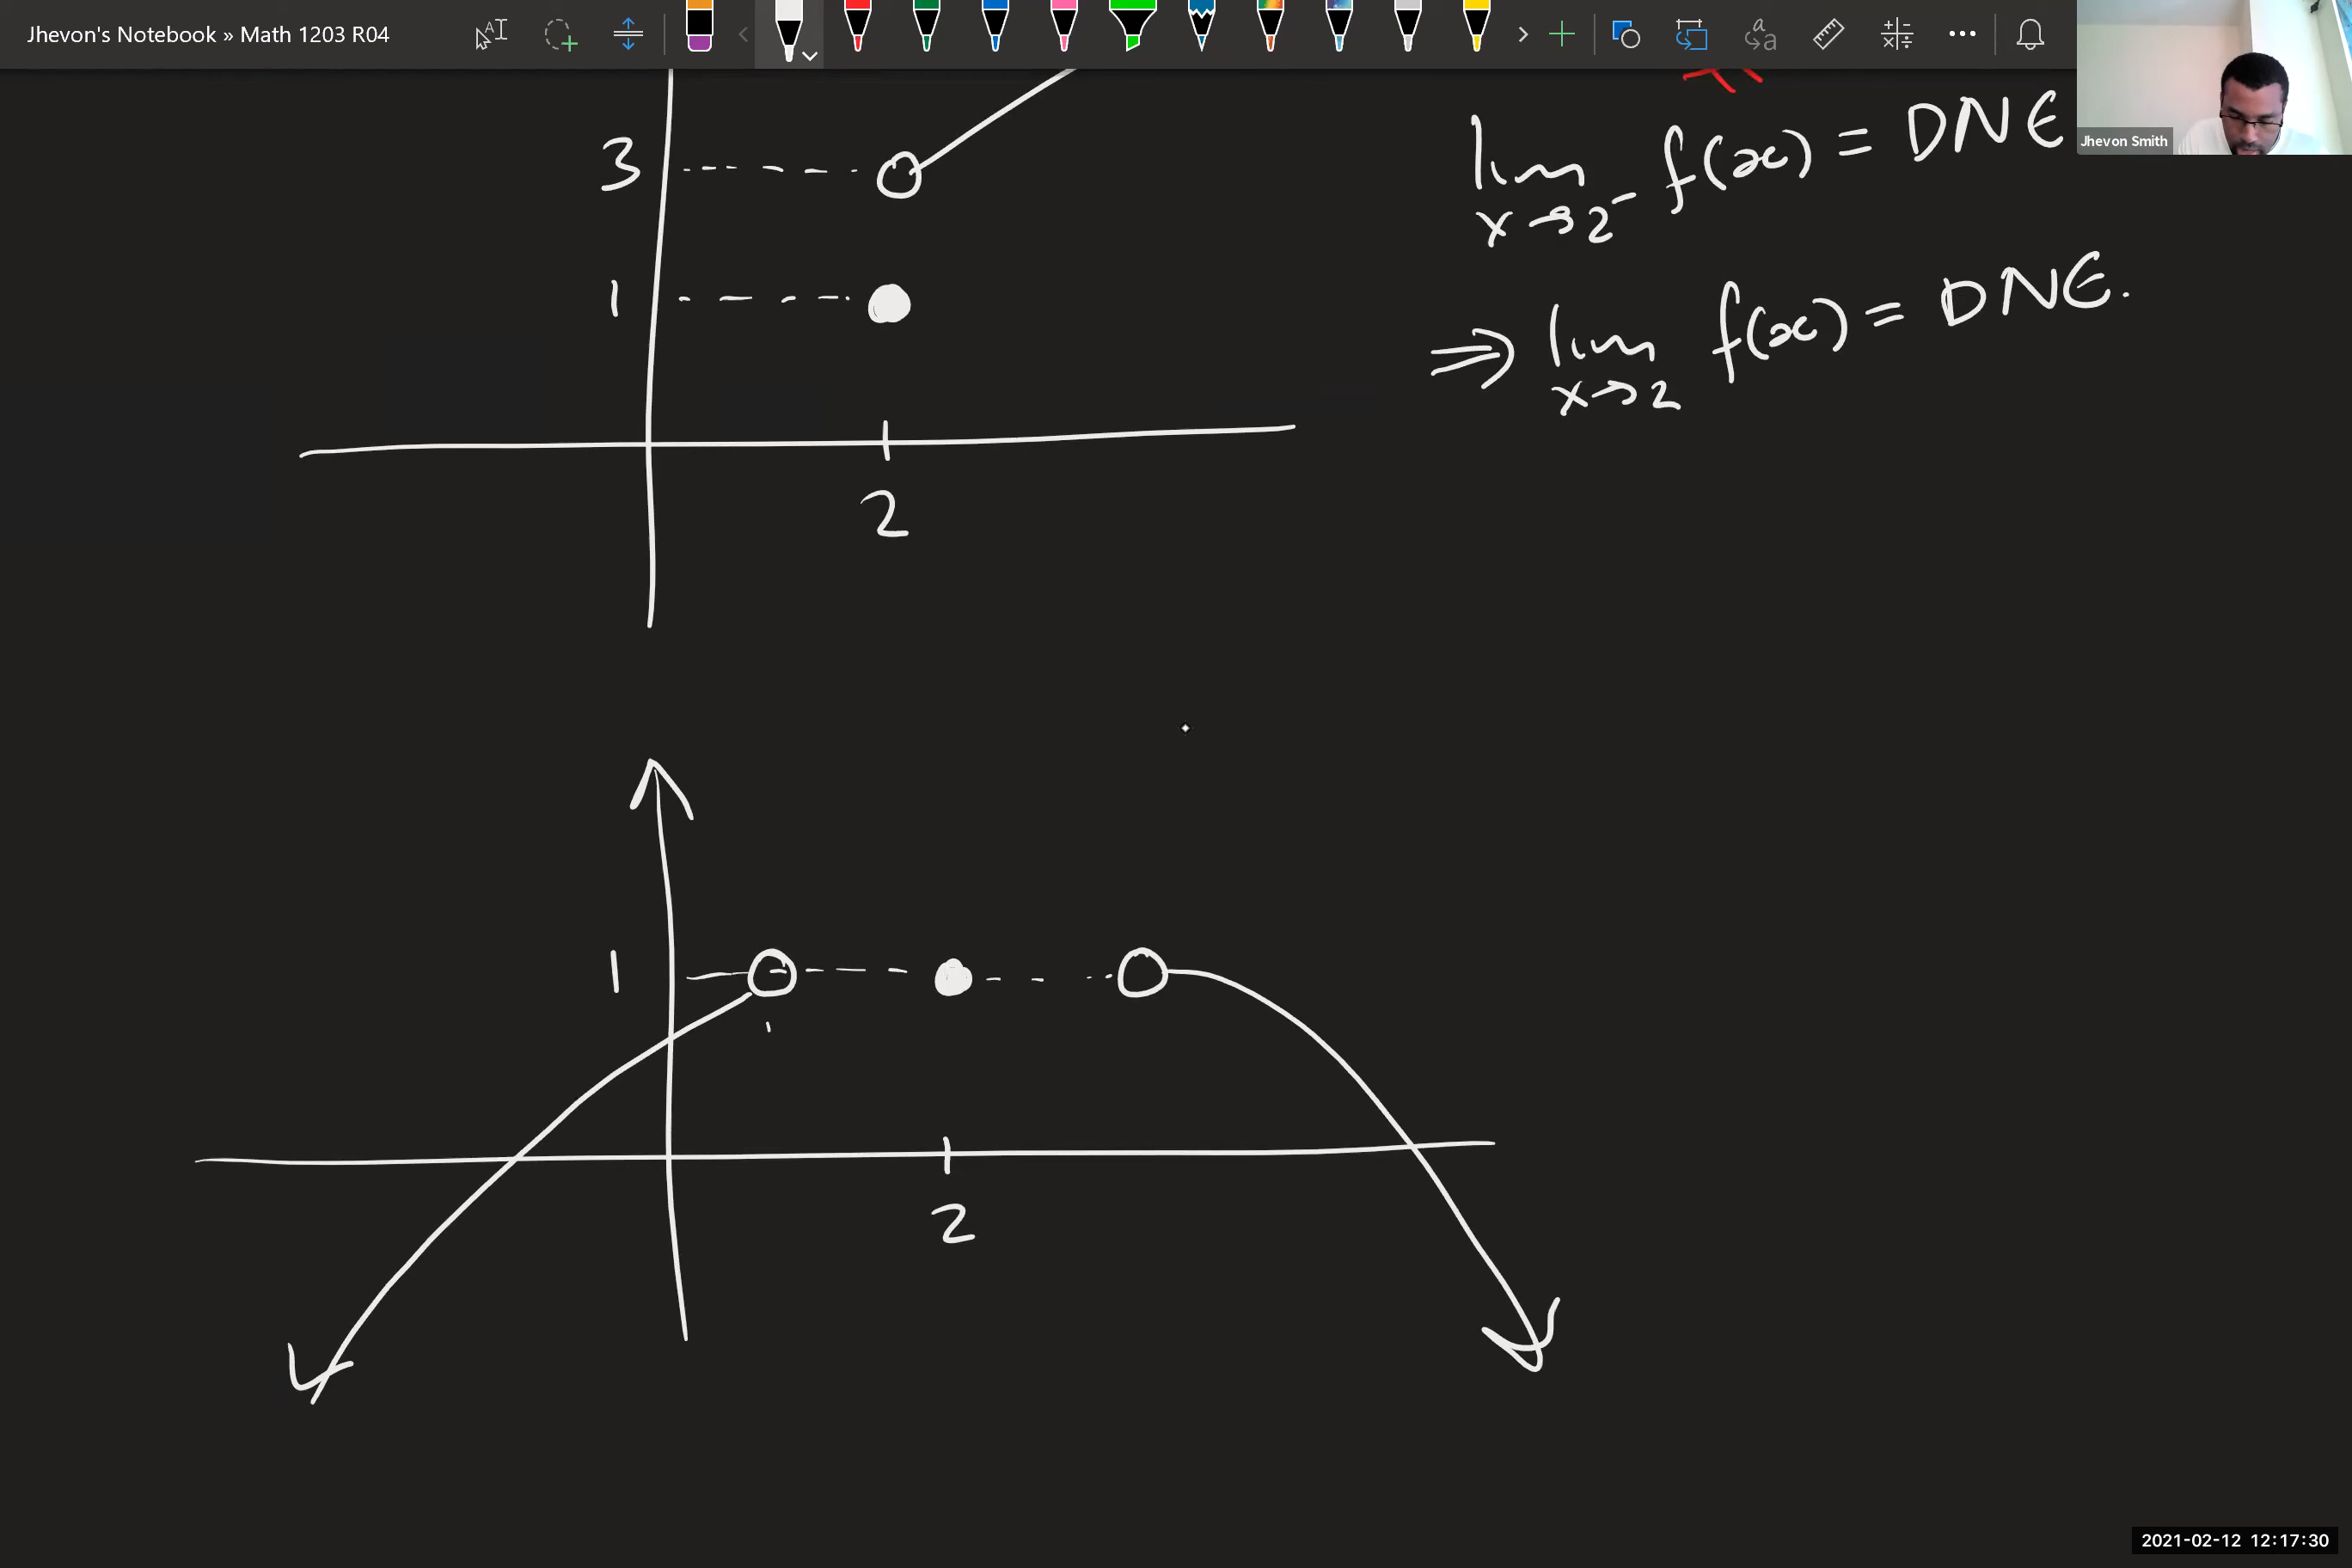 Jhevon's Notebook » Math 1203 R04
Jhevon Smith
3
1
2
lim f(x) = DNE
x→2⁻
⇒ lim f(x) = DNE.
x→2
1
2
2021-02-12 12:17:30